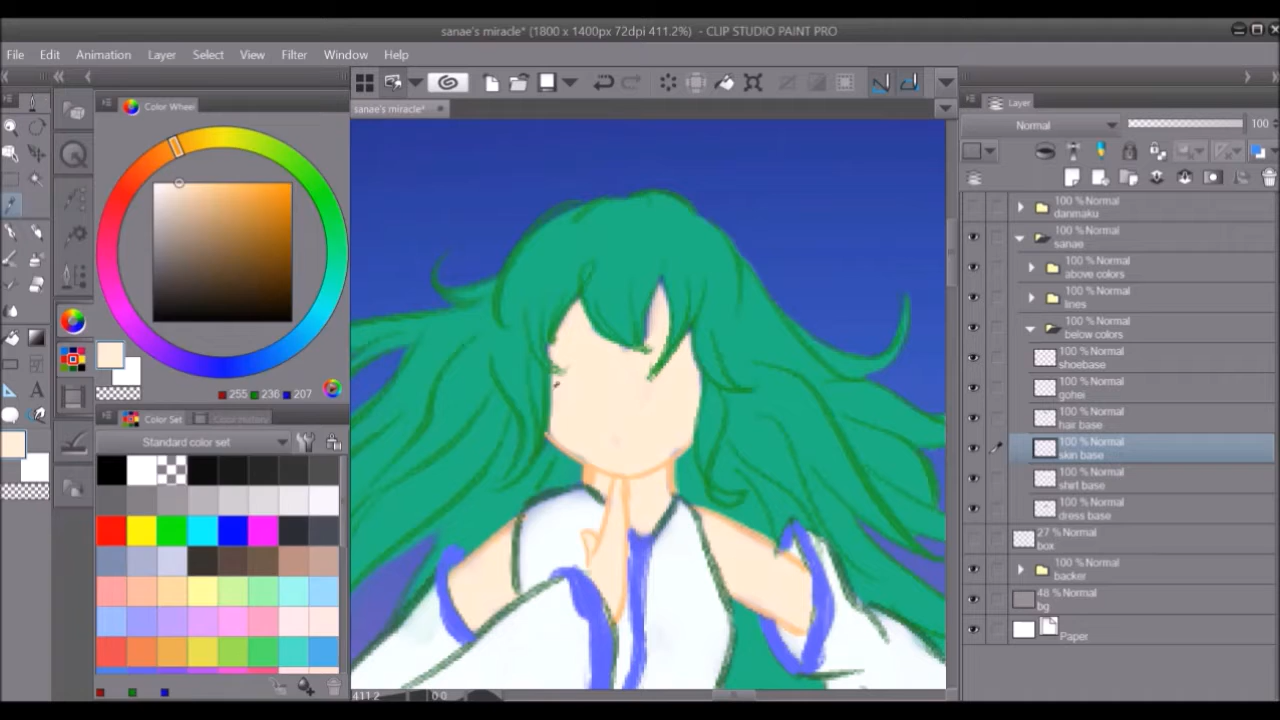 sanae's miracle* (1800 x 1400px 72dpi 411.2%) - CLIP STUDIO PAINT PRO
File Edit Animation Layer Select View Filter Window Help
Color Wheel
sanae's miracle*
Layer
Normal 100
100 % Normal
danmaku
100 % Normal
sanae
100 % Normal
above colors
100 % Normal
lines
100 % Normal
below colors
100 % Normal
shoebase
100 % Normal
gohei
100 % Normal
hair base
100 % Normal
skin base
100 % Normal
shirt base
100 % Normal
dress base
27 % Normal
box
100 % Normal
backer
48 % Normal
bg
Paper
255 236 207
Color Set Color History
Standard color set
A
411.2 0.0